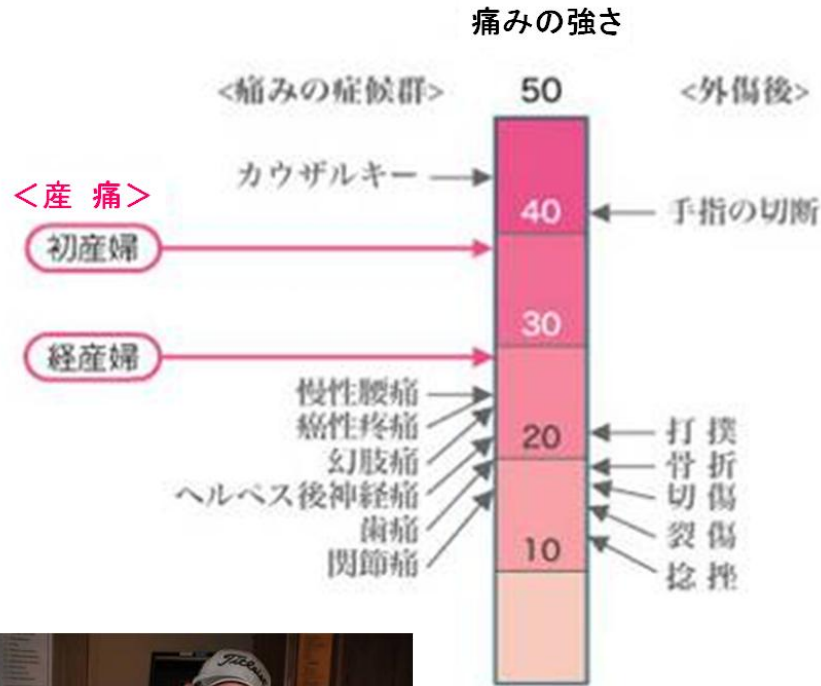 痛みの強さ
<痛みの症候群>
50
<外傷後>
カウザルキー
<産 痛>
40
手指の切断
初産婦
30
経産婦
慢性腰痛
癌性疼痛
20
打 撲
幻肢痛
骨 折
ヘルペス後神経痛
切 傷
歯痛
裂 傷
関節痛
10
捻 挫
Titleist